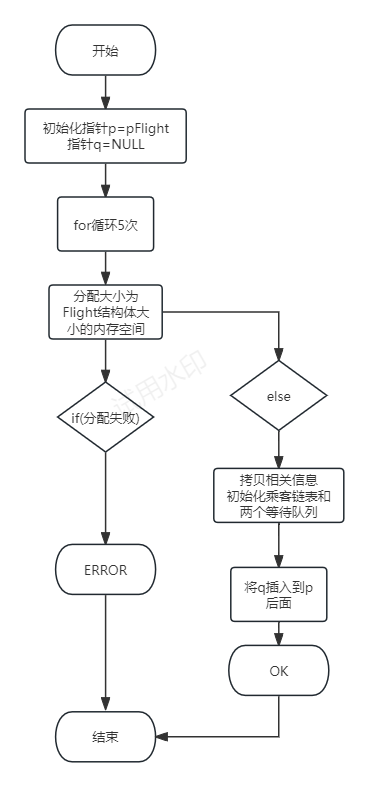 开始
初始化指针p=pFlight
指针q=NULL
for循环5次
分配大小为
Flight结构体大
小的内存空间
试用水印
if(分配失败)
else
拷贝相关信息
初始化乘客链表和
两个等待队列
ERROR
将q插入到p
后面
OK
结束